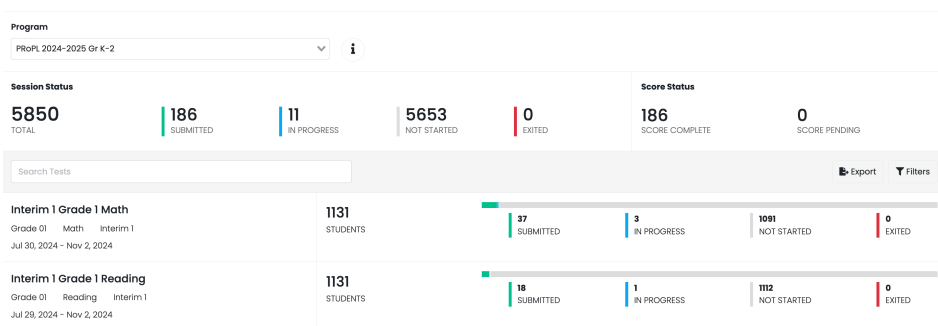 Program
PRoPL 2024-2025 Gr K-2
i
Session Status
Score Status
5850
TOTAL
186
SUBMITTED
11
IN PROGRESS
5653
NOT STARTED
0
EXITED
186
SCORE COMPLETE
0
SCORE PENDING
Search Tests
Export
Filters
Interim 1 Grade 1 Math
Grade 01 Math Interim 1
Jul 30, 2024 - Nov 2, 2024
1131
STUDENTS
37
SUBMITTED
3
IN PROGRESS
1091
NOT STARTED
0
EXITED
Interim 1 Grade 1 Reading
Grade 01 Reading Interim 1
Jul 29, 2024 - Nov 2, 2024
1131
STUDENTS
18
SUBMITTED
1
IN PROGRESS
1112
NOT STARTED
0
EXITED